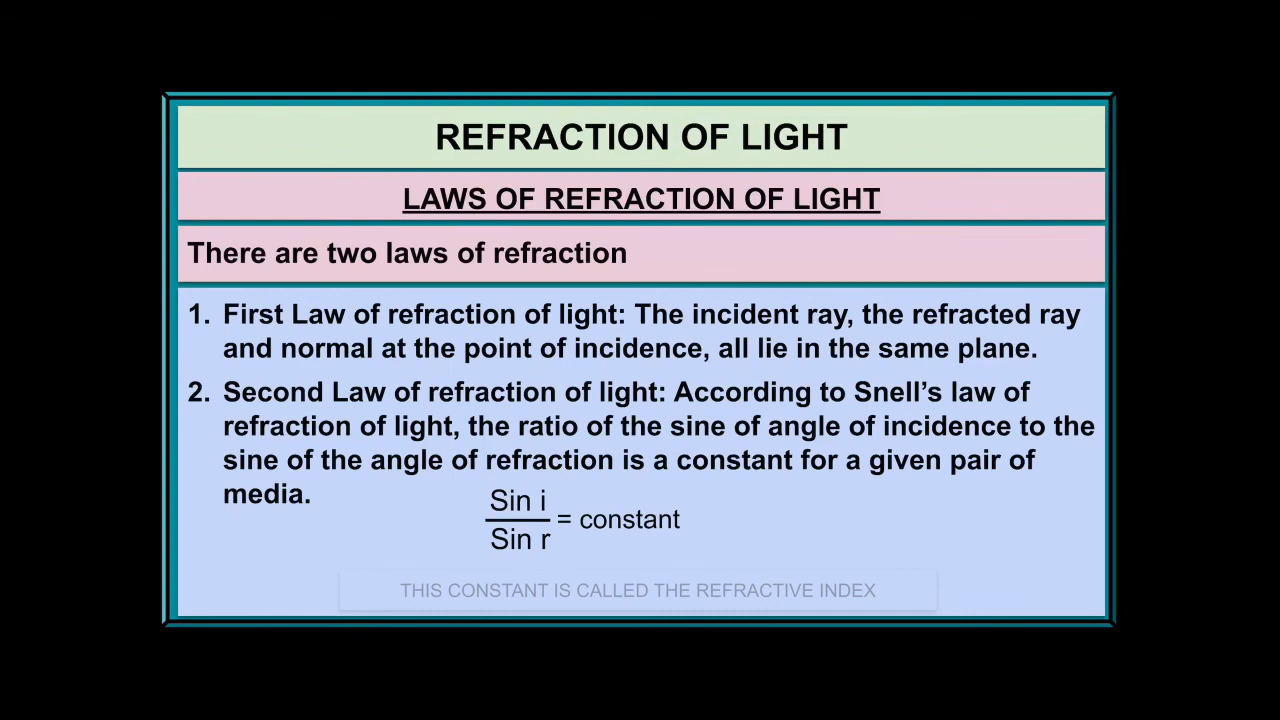 REFRACTION OF LIGHT
LAWS OF REFRACTION OF LIGHT
There are two laws of refraction
1. First Law of refraction of light: The incident ray, the refracted ray
and normal at the point of incidence, all lie in the same plane.
2. Second Law of refraction of light: According to Snell’s law of
refraction of light, the ratio of the sine of angle of incidence to the
sine of the angle of refraction is a constant for a given pair of
media.
Sin i
Sin r
= constant
THIS CONSTANT IS CALLED THE REFRACTIVE INDEX